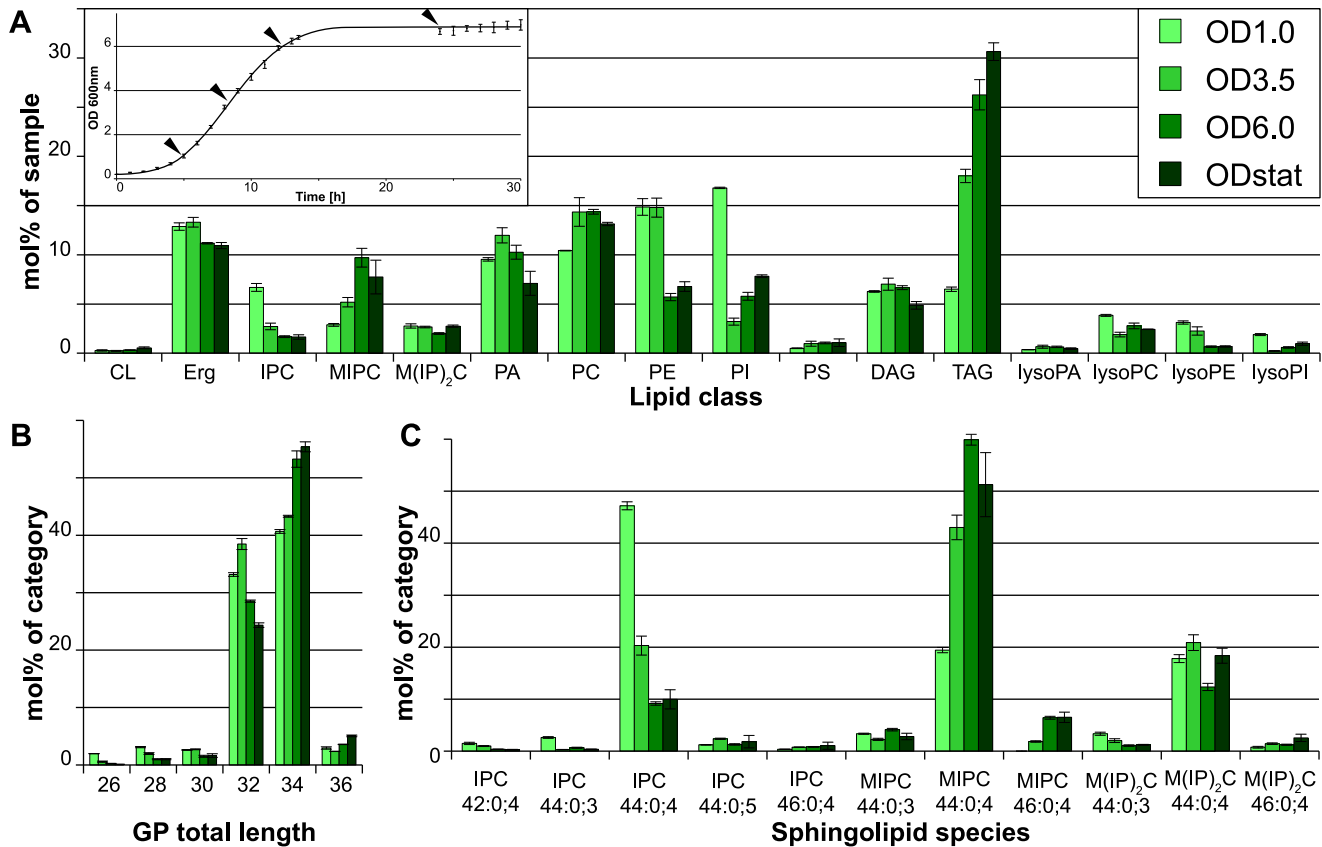 A
OD 600nm
6
4
2
0
0
10
20
30
Time [h]
OD1.0
OD3.5
OD6.0
ODstat
mol% of sample
30
20
10
0
CL Erg IPC MIPC M(IP)₂C PA PC PE PI PS DAG TAG lysoPA lysoPC lysoPE lysoPI
Lipid class
B
mol% of category
40
20
0
26 28 30 32 34 36
GP total length
C
mol% of category
40
20
0
IPC IPC IPC IPC IPC MIPC MIPC MIPC M(IP)₂C M(IP)₂C M(IP)₂C
42:0;4 44:0;3 44:0;4 44:0;5 46:0;4 44:0;3 44:0;4 46:0;4 44:0;3 44:0;4 46:0;4
Sphingolipid species